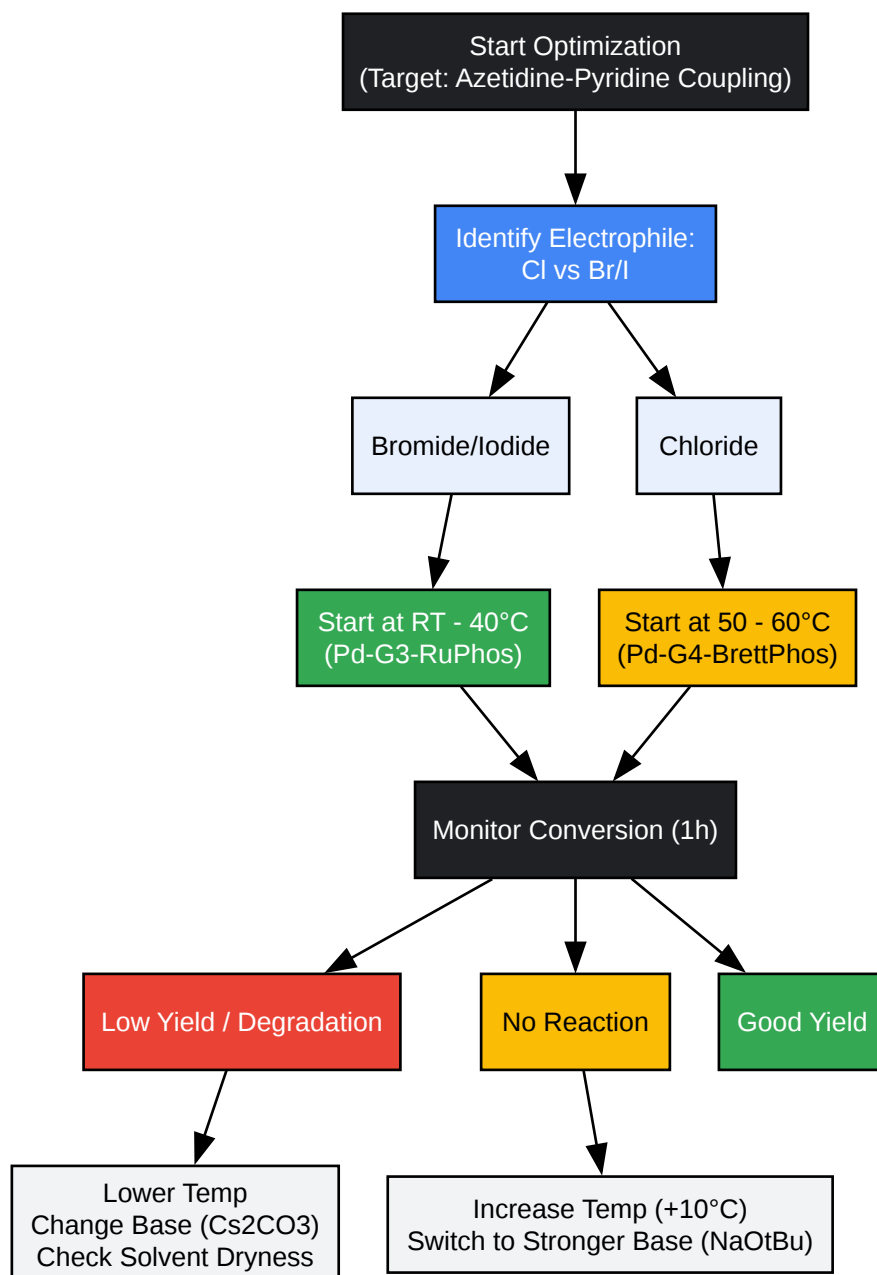 Start Optimization
(Target: Azetidine-Pyridine Coupling)
Identify Electrophile:
Cl vs Br/I
Bromide/Iodide
Chloride
Start at RT - 40°C
(Pd-G3-RuPhos)
Start at 50 - 60°C
(Pd-G4-BrettPhos)
Monitor Conversion (1h)
Low Yield / Degradation
No Reaction
Good Yield
Lower Temp
Change Base (Cs2CO3)
Check Solvent Dryness
Increase Temp (+10°C)
Switch to Stronger Base (NaOtBu)